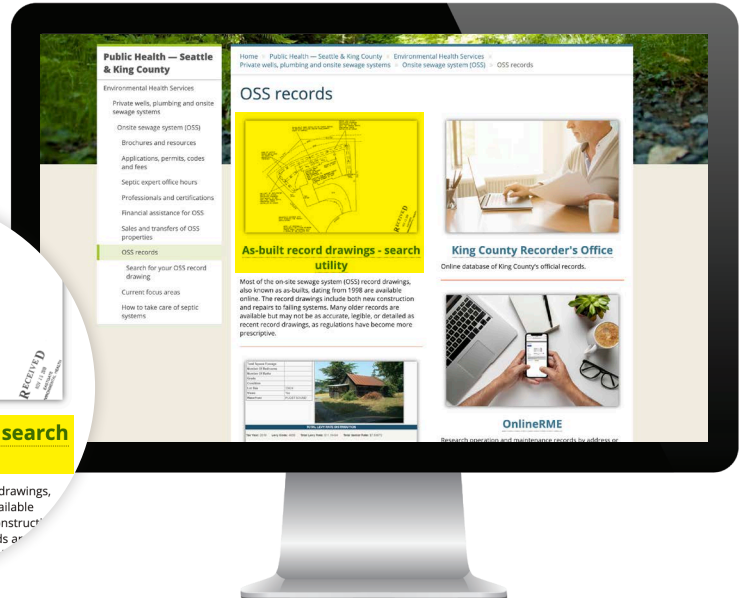 Public Health — Seattle
& King County
Environmental Health Services
Private wells, plumbing and onsite
sewage systems
Onsite sewage system (OSS)
Brochures and resources
Applications, permits, codes
and fees
Septic expert office hours
Professionals and certifications
Financial assistance for OSS
Sales and transfers of OSS
properties
OSS records
Search for your OSS record
drawing
Current focus areas
How to take care of septic
systems
Home > Public Health — Seattle & King County > Environmental Health Services >
Private wells, plumbing and onsite sewage systems > Onsite sewage system (OSS) > OSS records
OSS records
RECEIVED
As-built record drawings - search
utility
Most of the on-site sewage system (OSS) record drawings,
also known as as-builts, dating from 1998 are available
online. The record drawings include both new construction
and repairs to failing systems. Many older records are
available but may not be as accurate, legible, or detailed as
recent record drawings, as regulations have become more
prescriptive.
King County Recorder's Office
Online database of King County's official records.
OnlineRME
Research operation and maintenance records by address or
RECEIVED
search
drawings,
ailable
onstructi
ds ar